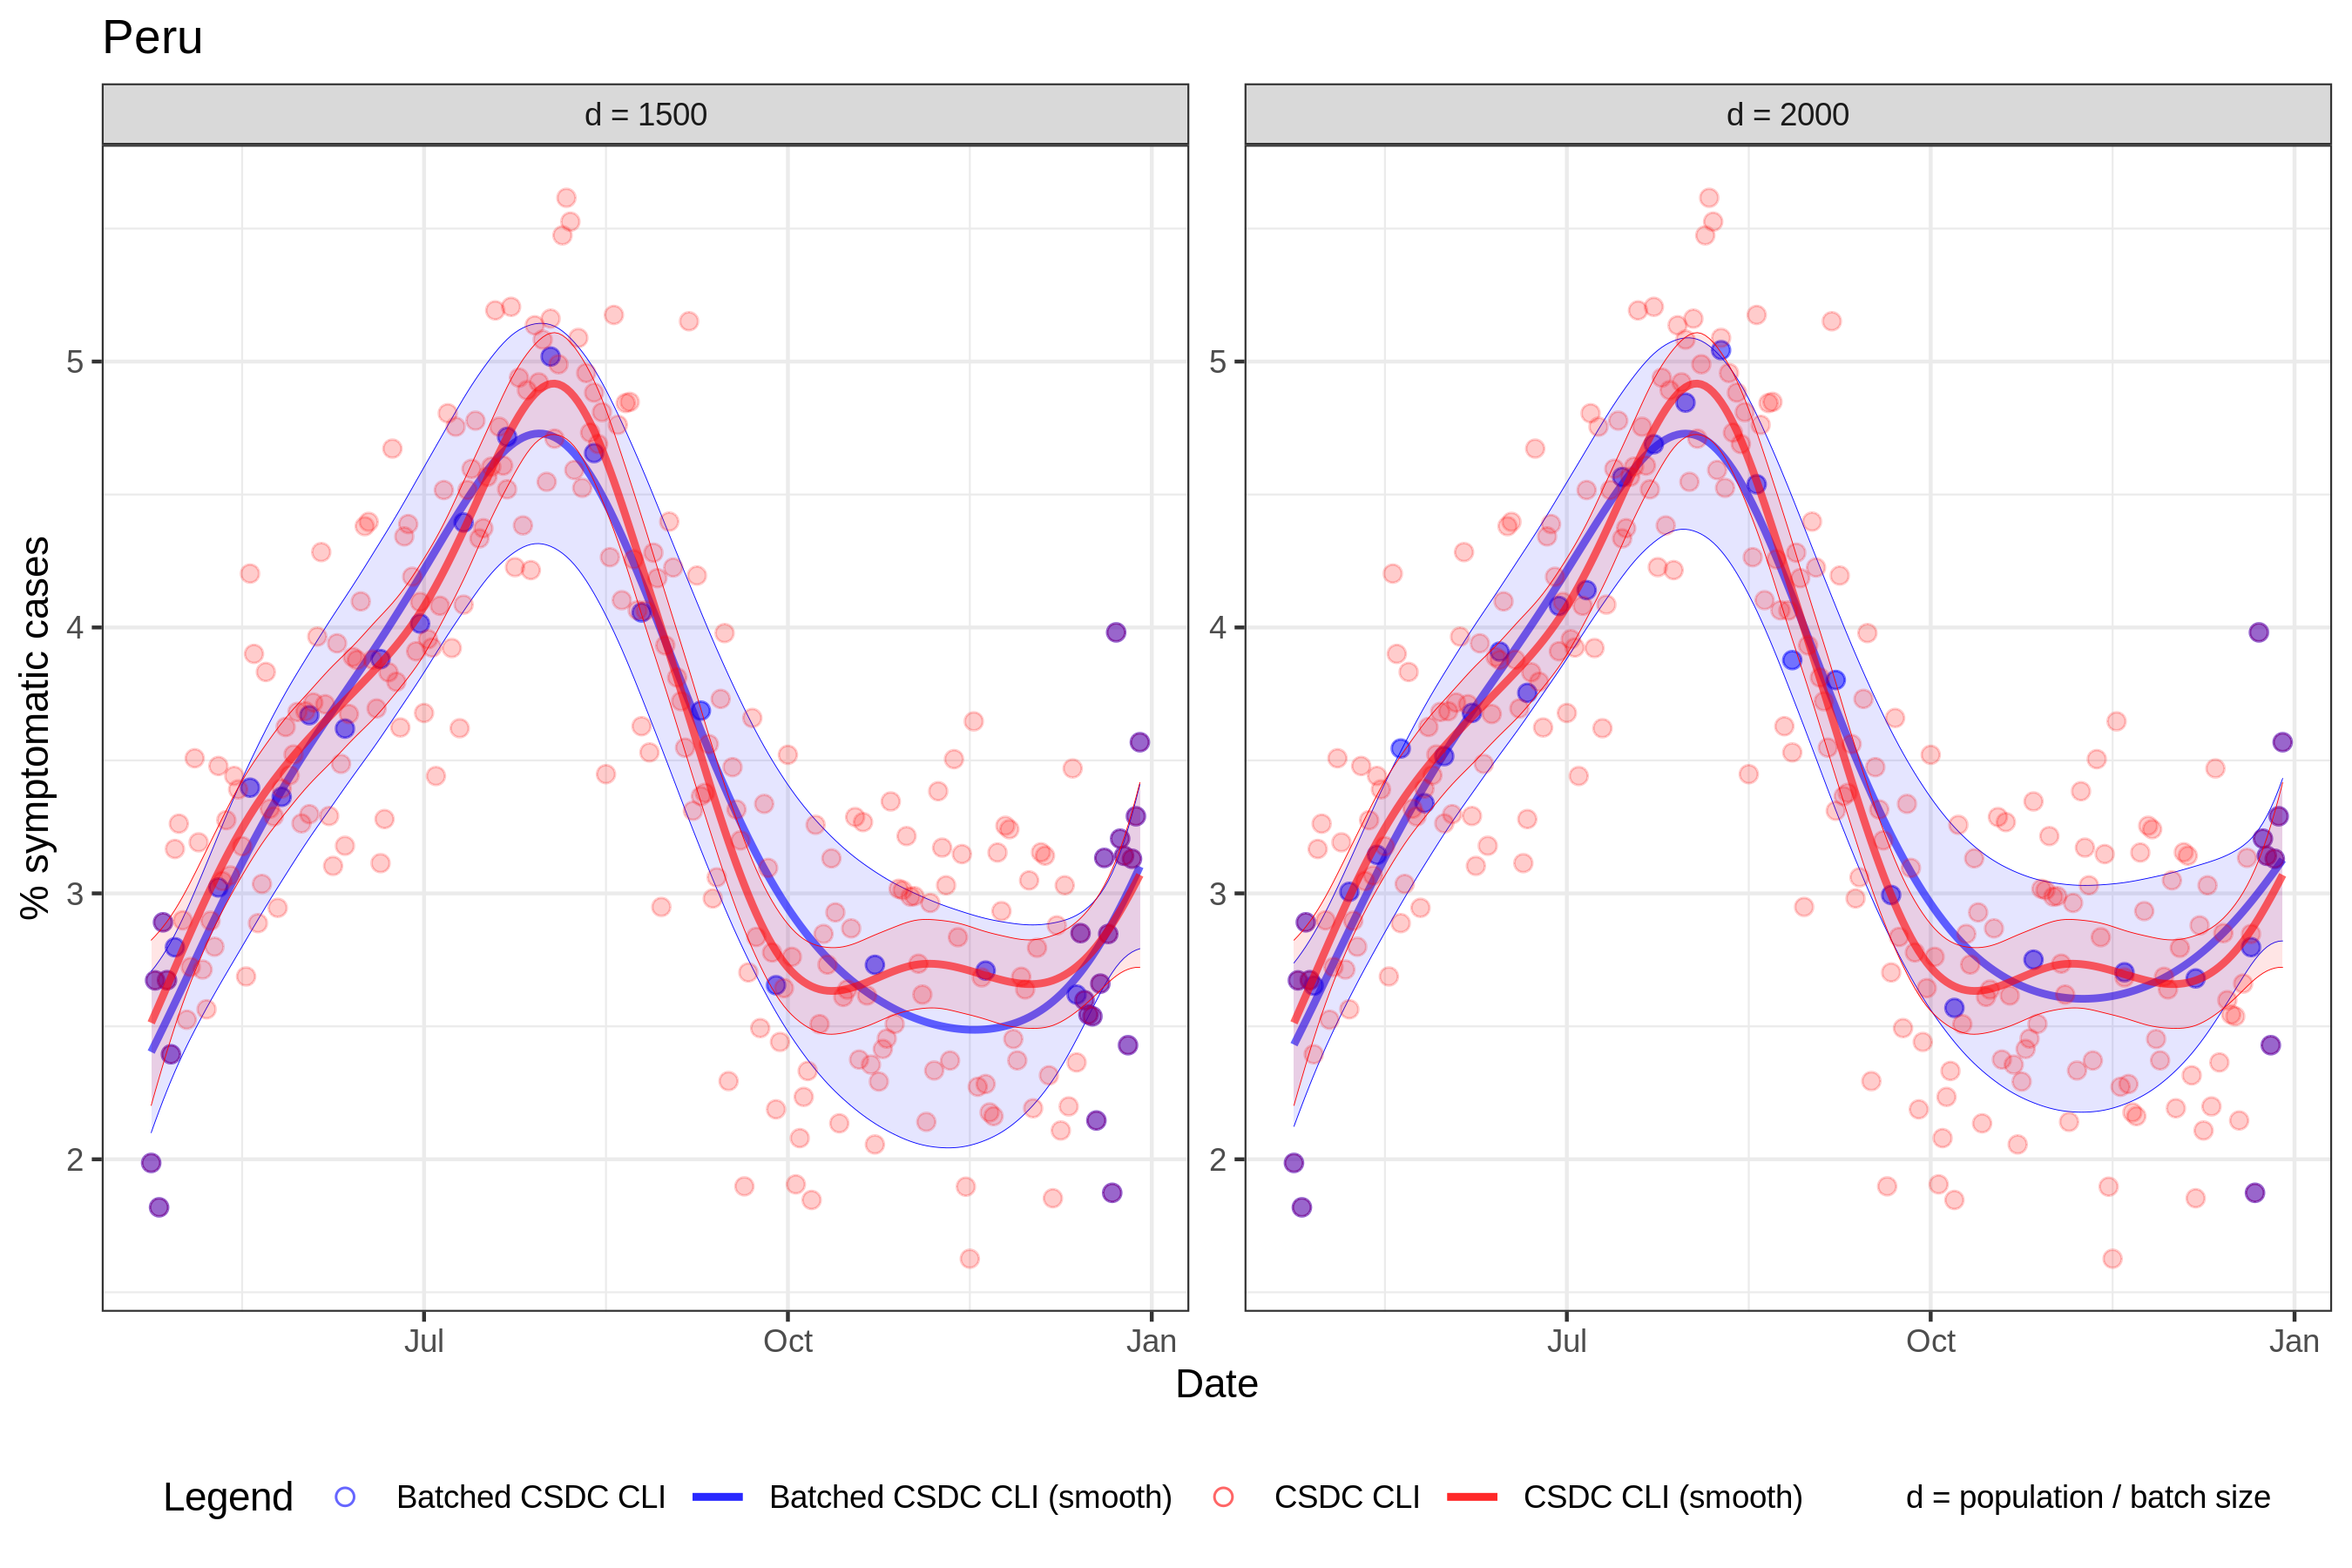 Peru
d = 1500
d = 2000
% symptomatic cases
5
4
3
2
5
4
3
2
Jul
Oct
Jan
Jul
Oct
Jan
Date
Legend
Batched CSDC CLI
Batched CSDC CLI (smooth)
CSDC CLI
CSDC CLI (smooth)
d = population / batch size